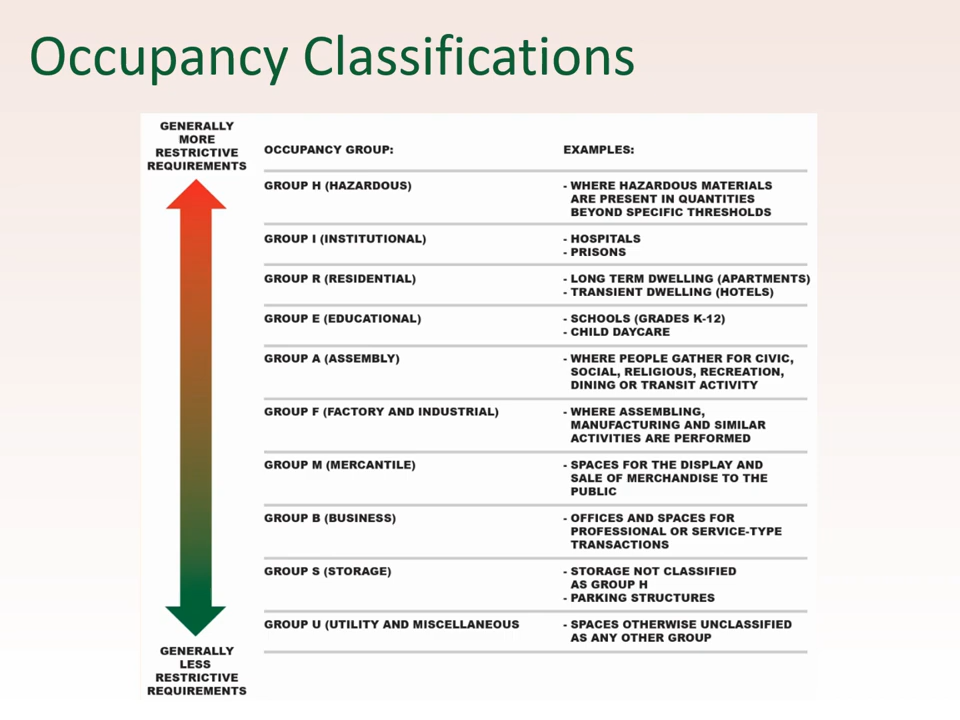 Occupancy Classifications
GENERALLY
MORE
RESTRICTIVE
REQUIREMENTS
OCCUPANCY GROUP: EXAMPLES:
GROUP H (HAZARDOUS) - WHERE HAZARDOUS MATERIALS
ARE PRESENT IN QUANTITIES
BEYOND SPECIFIC THRESHOLDS
GROUP I (INSTITUTIONAL) - HOSPITALS
- PRISONS
GROUP R (RESIDENTIAL) - LONG TERM DWELLING (APARTMENTS)
- TRANSIENT DWELLING (HOTELS)
GROUP E (EDUCATIONAL) - SCHOOLS (GRADES K-12)
- CHILD DAYCARE
GROUP A (ASSEMBLY) - WHERE PEOPLE GATHER FOR CIVIC,
SOCIAL, RELIGIOUS, RECREATION,
DINING OR TRANSIT ACTIVITY
GROUP F (FACTORY AND INDUSTRIAL) - WHERE ASSEMBLING,
MANUFACTURING AND SIMILAR
ACTIVITIES ARE PERFORMED
GROUP M (MERCANTILE) - SPACES FOR THE DISPLAY AND
SALE OF MERCHANDISE TO THE
PUBLIC
GROUP B (BUSINESS) - OFFICES AND SPACES FOR
PROFESSIONAL OR SERVICE-TYPE
TRANSACTIONS
GROUP S (STORAGE) - STORAGE NOT CLASSIFIED
AS GROUP H
- PARKING STRUCTURES
GROUP U (UTILITY AND MISCELLANEOUS - SPACES OTHERWISE UNCLASSIFIED
AS ANY OTHER GROUP
GENERALLY
LESS
RESTRICTIVE
REQUIREMENTS